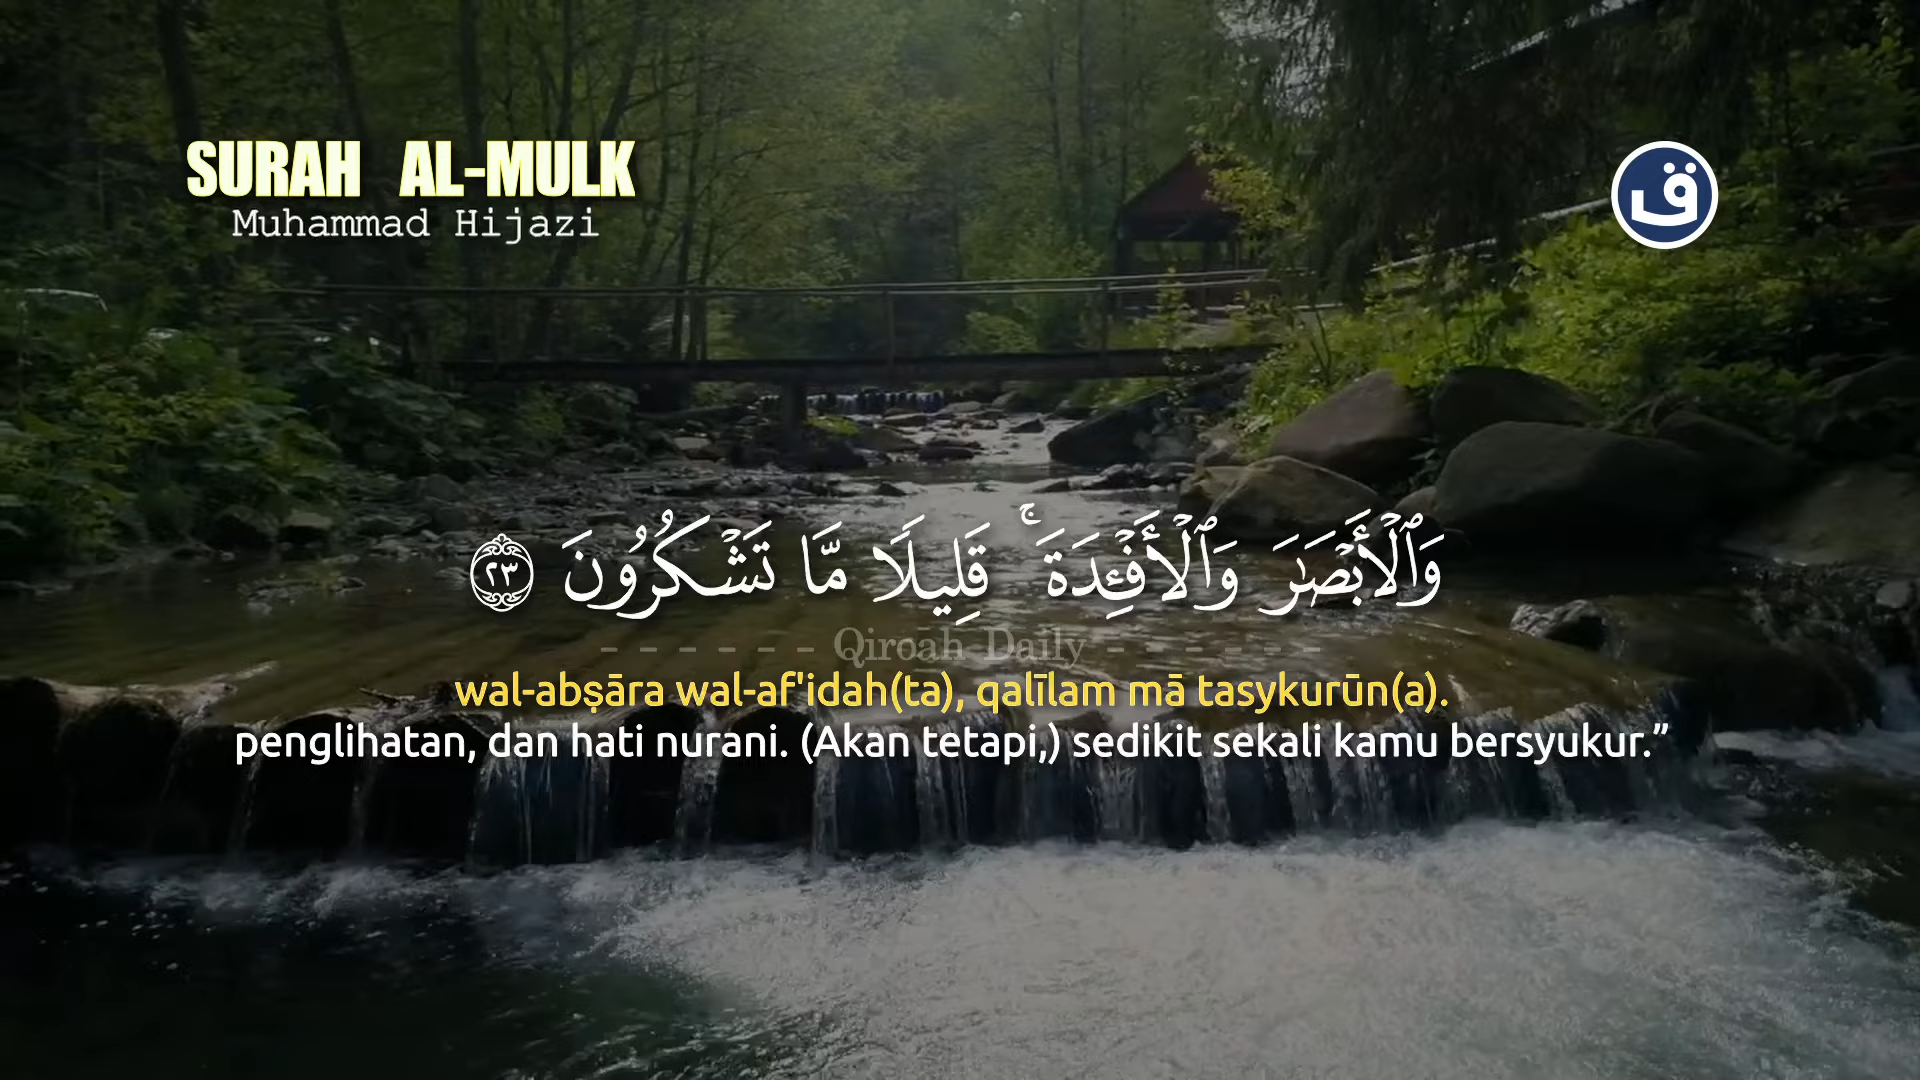 SURAH AL-MULK
Muhammad Hijazi
ق
وَٱلْأَبْصَـٰرَ وَٱلْأَفْـِٔدَةَ ۚ قَلِيلًا مَّا تَشْكُرُونَ ٢٣
- - - - - - Qiroah Daily - - - - - -
wal-abṣāra wal-af'idah(ta), qalīlam mā tasykurūn(a).
penglihatan, dan hati nurani. (Akan tetapi,) sedikit sekali kamu bersyukur.”